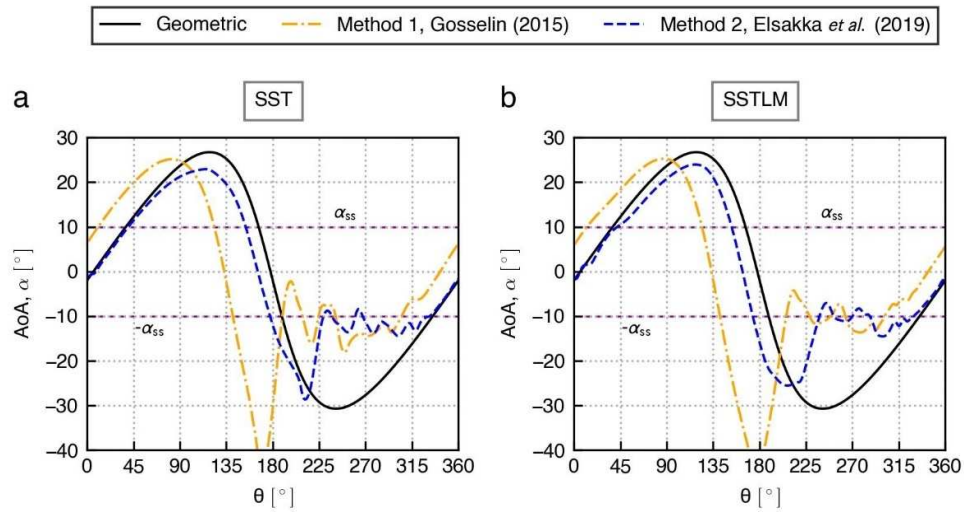 Geometric Method 1, Gosselin (2015) Method 2, Elsakka et al. (2019)
a SST
b SSTLM
30
20
10
0
−10
−20
−30
−40
AoA, α [°]
αss
-αss
0 45 90 135 180 225 270 315 360
θ [°]
30
20
10
0
−10
−20
−30
−40
AoA, α [°]
αss
-αss
0 45 90 135 180 225 270 315 360
θ [°]